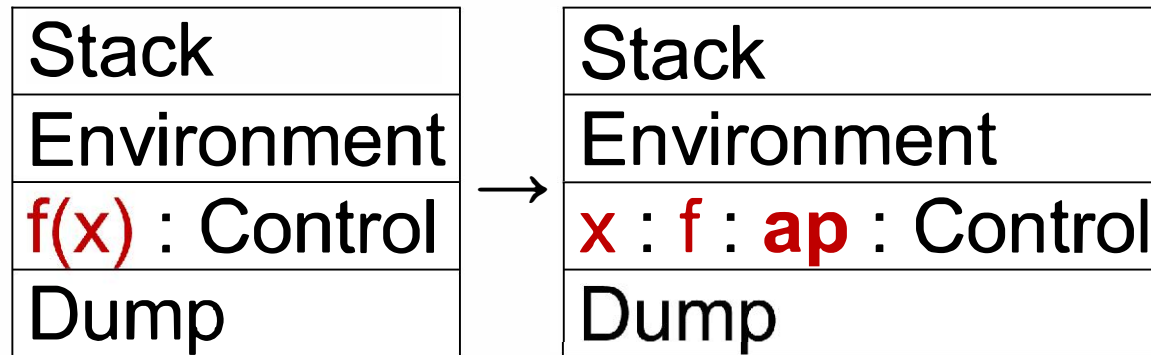 Stack
Environment
f(x) : Control
Dump
→
Stack
Environment
x : f : ap : Control
Dump